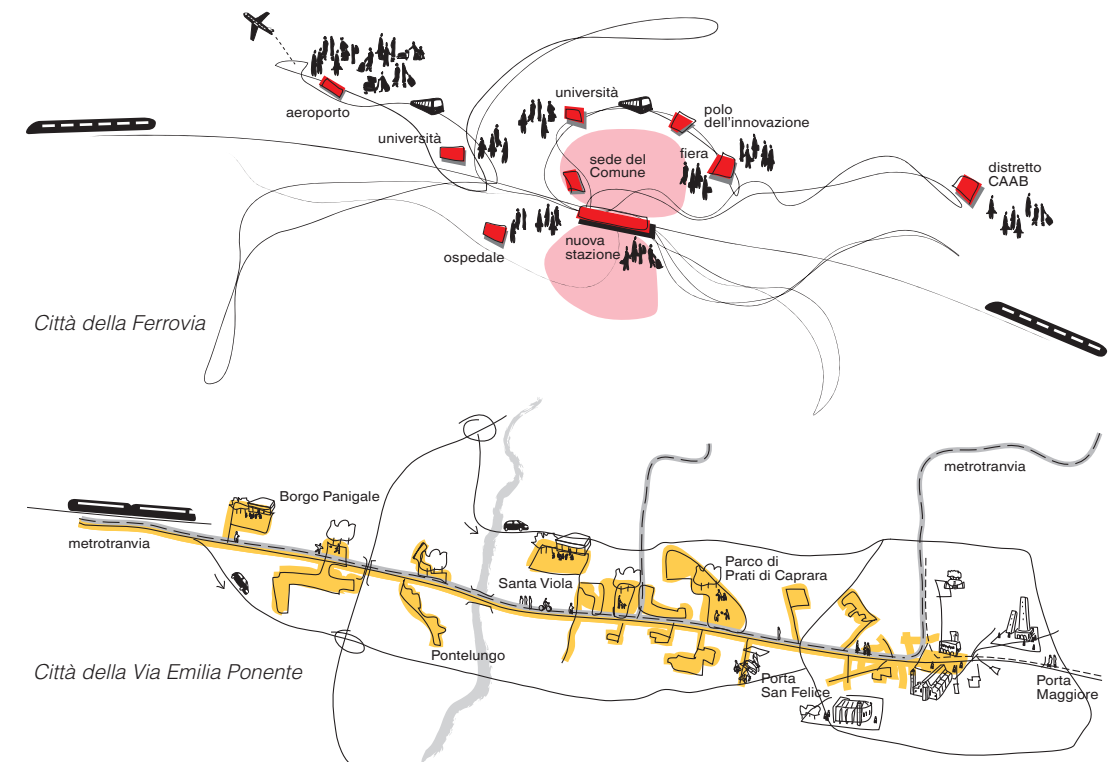 aeroporto
università
università
polo
dell'innovazione
sede del
Comune
fiera
distretto
CAAB
ospedale
nuova
stazione
Città della Ferrovia
metrotranvia
Borgo Panigale
metrotranvia
Santa Viola
Parco di
Prati di Caprara
Pontelungo
Città della Via Emilia Ponente
Porta
San Felice
Porta
Maggiore